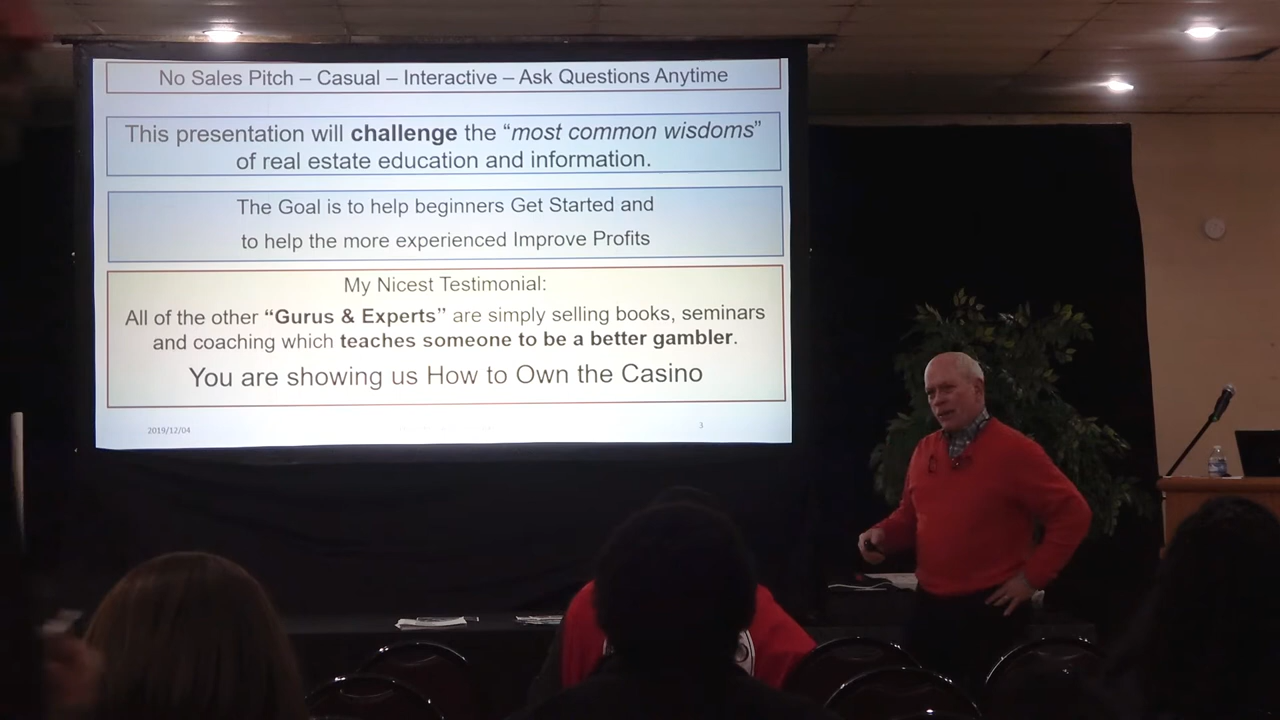 No Sales Pitch – Casual – Interactive – Ask Questions Anytime
This presentation will challenge the “most common wisdoms”
of real estate education and information.
The Goal is to help beginners Get Started and
to help the more experienced Improve Profits
My Nicest Testimonial:
All of the other “Gurus & Experts” are simply selling books, seminars
and coaching which teaches someone to be a better gambler.
You are showing us How to Own the Casino
2019/12/04
3